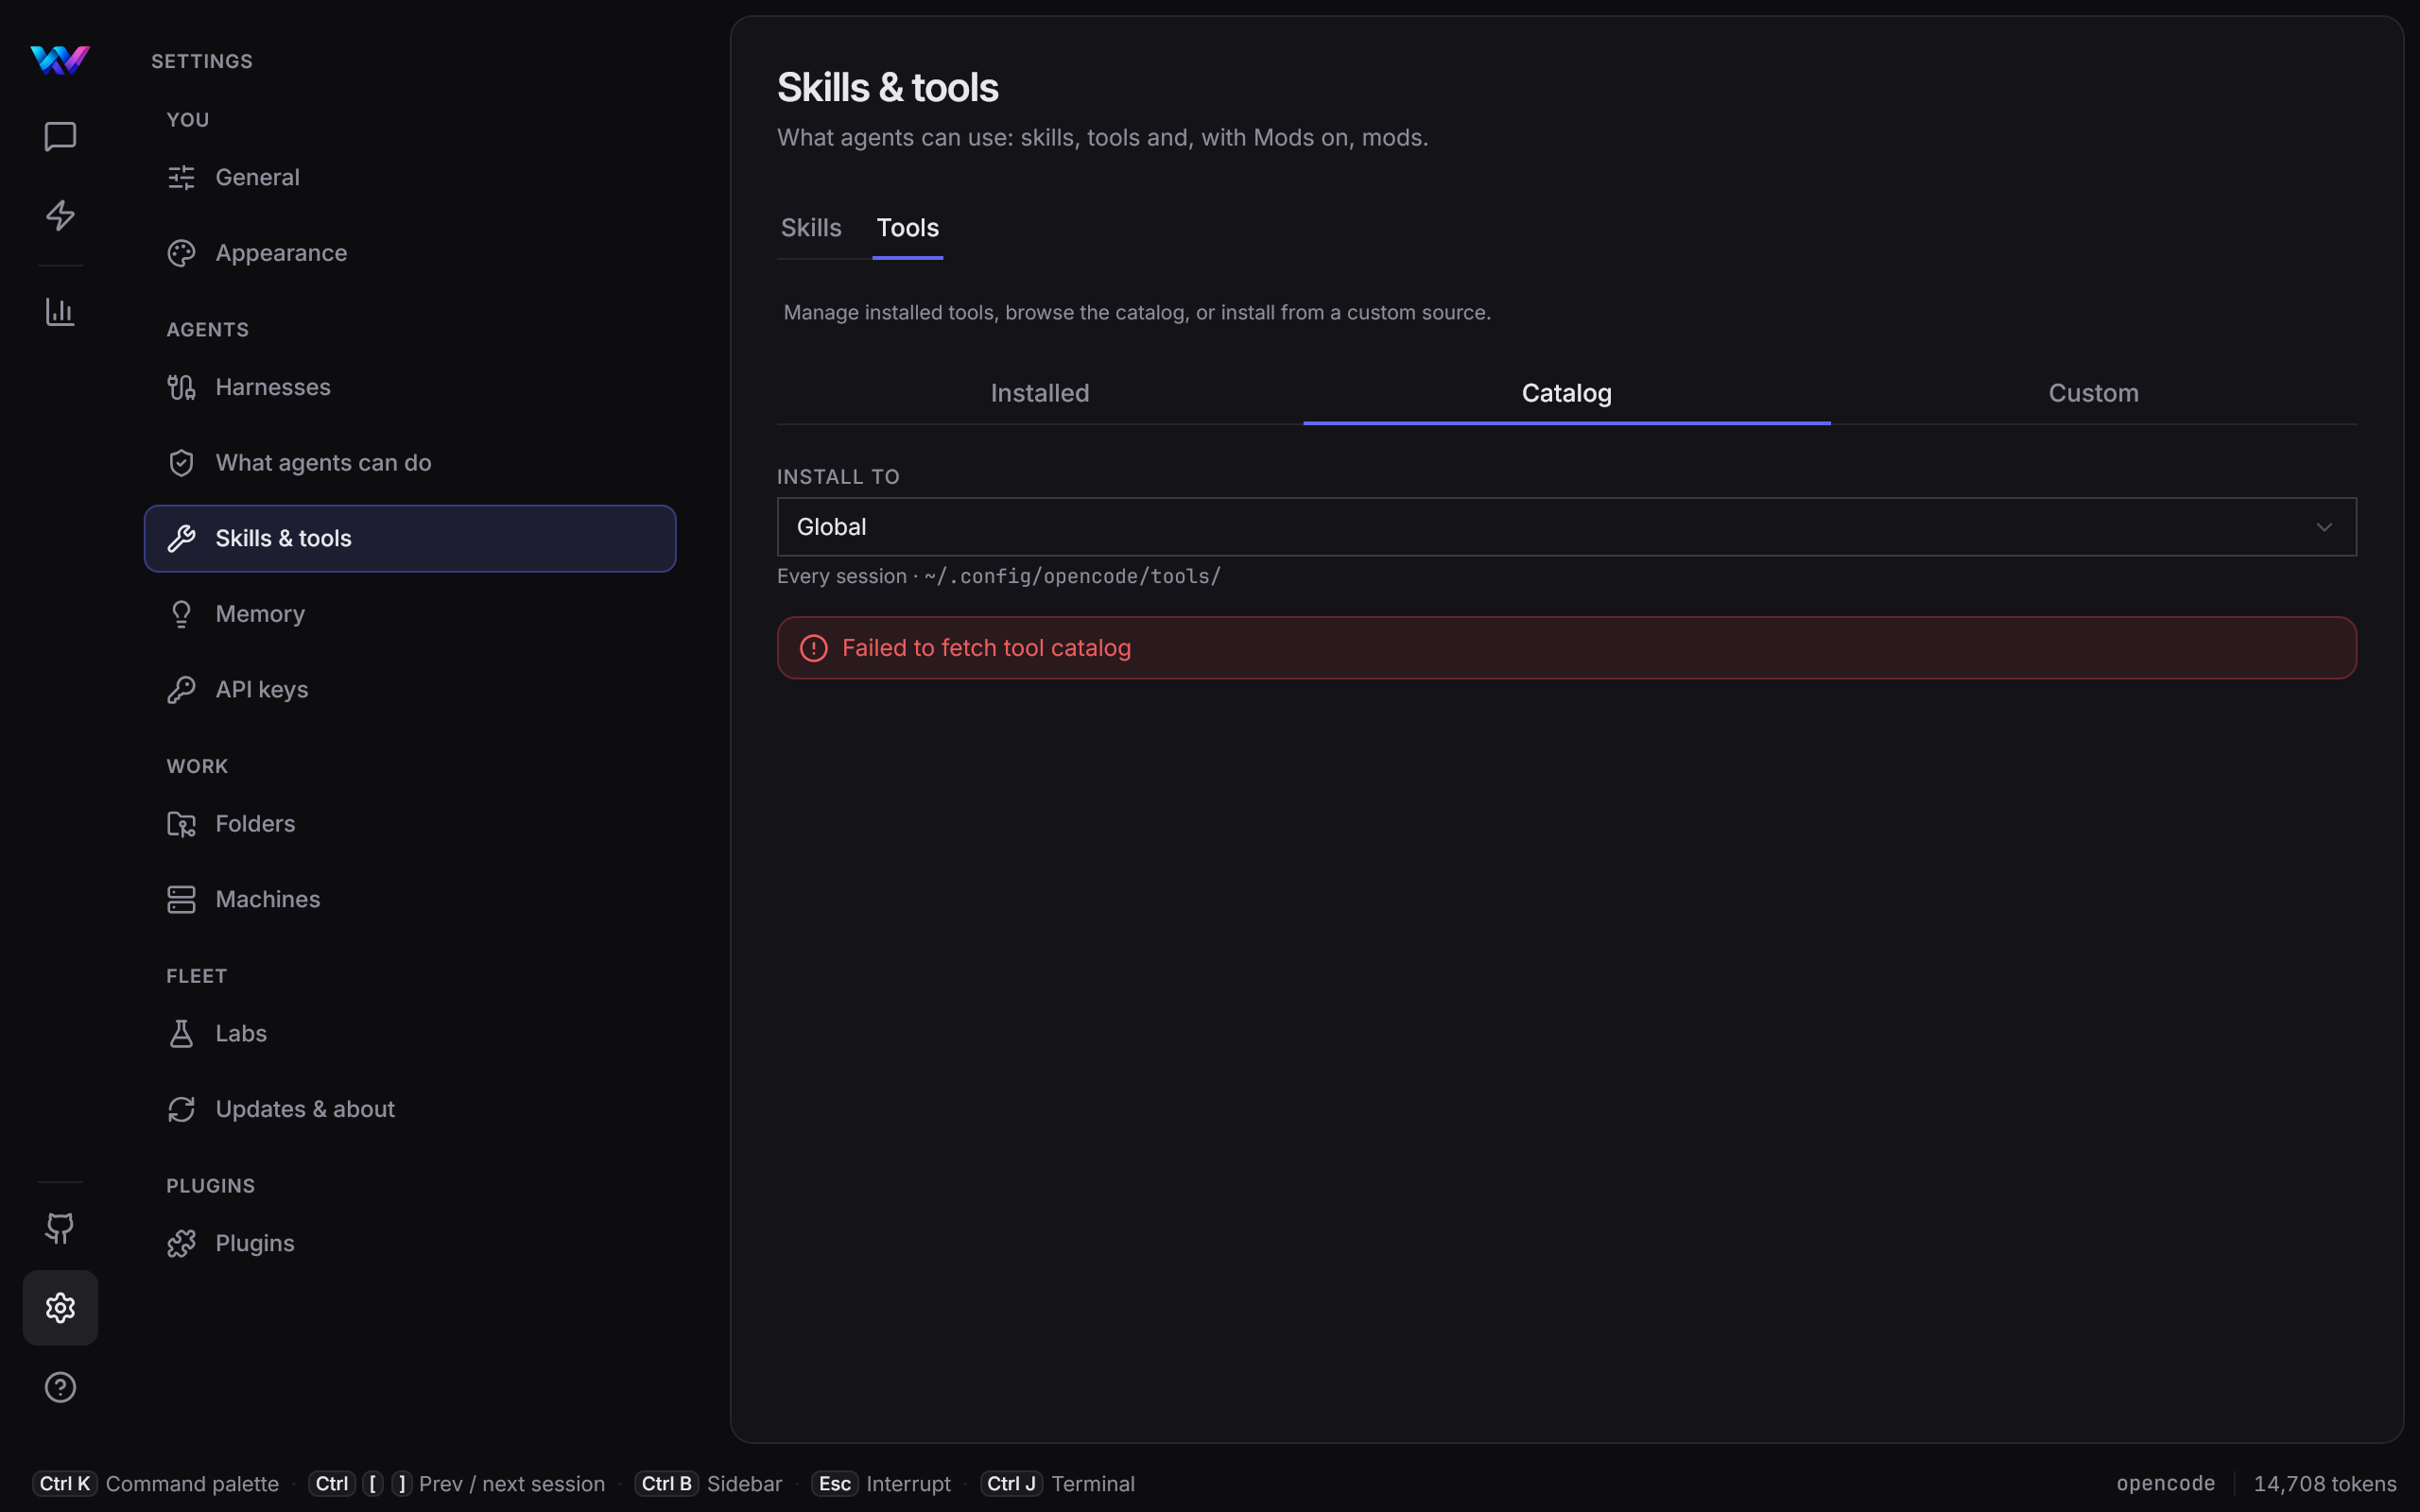 SETTINGS
YOU
General
Appearance
AGENTS
Harnesses
What agents can do
Skills & tools
Memory
API keys
WORK
Folders
Machines
FLEET
Labs
Updates & about
PLUGINS
Plugins
Skills & tools
What agents can use: skills, tools and, with Mods on, mods.
Skills Tools
Manage installed tools, browse the catalog, or install from a custom source.
Installed Catalog Custom
INSTALL TO
Global
Every session · ~/.config/opencode/tools/
Failed to fetch tool catalog
Ctrl K Command palette · Ctrl [ ] Prev / next session · Ctrl B Sidebar · Esc Interrupt · Ctrl J Terminal
opencode 14,708 tokens